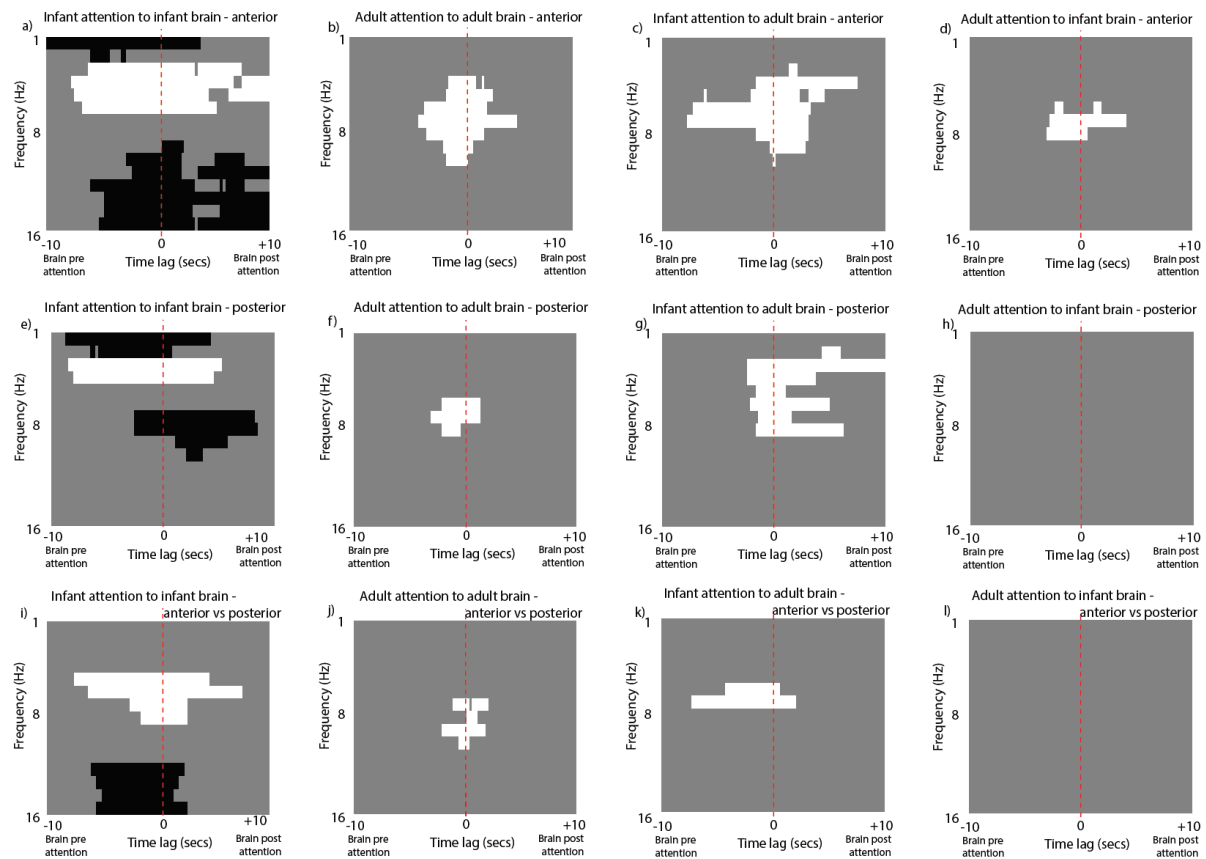 Infant attention to infant brain - anterior
a)
1
Frequency (Hz)
8
16
-10
0
+10
Brain pre
attention
Time lag (secs)
Brain post
attention
Adult attention to adult brain - anterior
b)
1
Frequency (Hz)
8
16
-10
0
+10
Brain pre
attention
Time lag (secs)
Brain post
attention
Infant attention to adult brain - anterior
c)
1
Frequency (Hz)
8
16
-10
0
+10
Brain pre
attention
Time lag (secs)
Brain post
attention
Adult attention to infant brain - anterior
d)
1
Frequency (Hz)
8
16
-10
0
+10
Brain pre
attention
Time lag (secs)
Brain post
attention
Infant attention to infant brain - posterior
e)
1
Frequency (Hz)
8
16
-10
0
+10
Brain pre
attention
Time lag (secs)
Brain post
attention
Adult attention to adult brain - posterior
f)
1
Frequency (Hz)
8
16
-10
0
+10
Brain pre
attention
Time lag (secs)
Brain post
attention
Infant attention to adult brain - posterior
g)
1
Frequency (Hz)
8
16
-10
0
+10
Brain pre
attention
Time lag (secs)
Brain post
attention
Adult attention to infant brain - posterior
h)
1
Frequency (Hz)
8
16
-10
0
+10
Brain pre
attention
Time lag (secs)
Brain post
attention
Infant attention to infant brain -
anterior vs posterior
i)
1
Frequency (Hz)
8
16
-10
0
+10
Brain pre
attention
Time lag (secs)
Brain post
attention
Adult attention to adult brain -
anterior vs posterior
j)
1
Frequency (Hz)
8
16
-10
0
+10
Brain pre
attention
Time lag (secs)
Brain post
attention
Infant attention to adult brain -
anterior vs posterior
k)
1
Frequency (Hz)
8
16
-10
0
+10
Brain pre
attention
Time lag (secs)
Brain post
attention
Adult attention to infant brain -
anterior vs posterior
l)
1
Frequency (Hz)
8
16
-10
0
+10
Brain pre
attention
Time lag (secs)
Brain post
attention